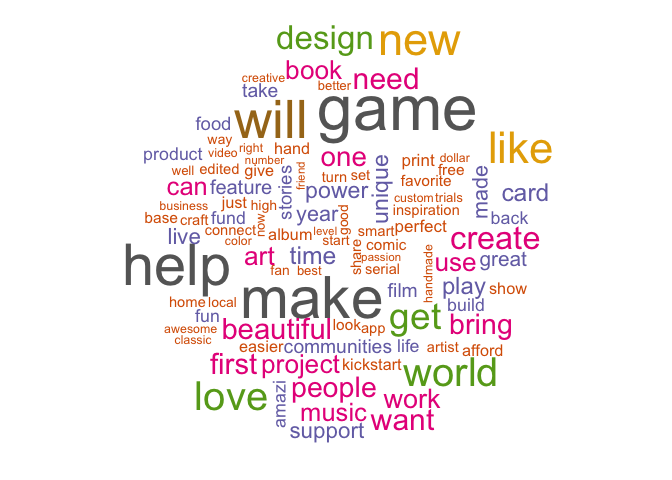 design new
creative book better need
take
will game
food
way video right number hand
product
one like
print dollar free
well edited give
stories friend turn set unique
can feature power favorite made card
custom trials
business just high year good smart inspiration back
base craft fund now album level start perfect
connect color
live art time share comic passion create
help fan best serial use great
handmade
make film play show
home local
fun look app get build bring
awesome beautiful
classic
easier communities life artist afford
first project kickstart world
love amazi people work
music want
support